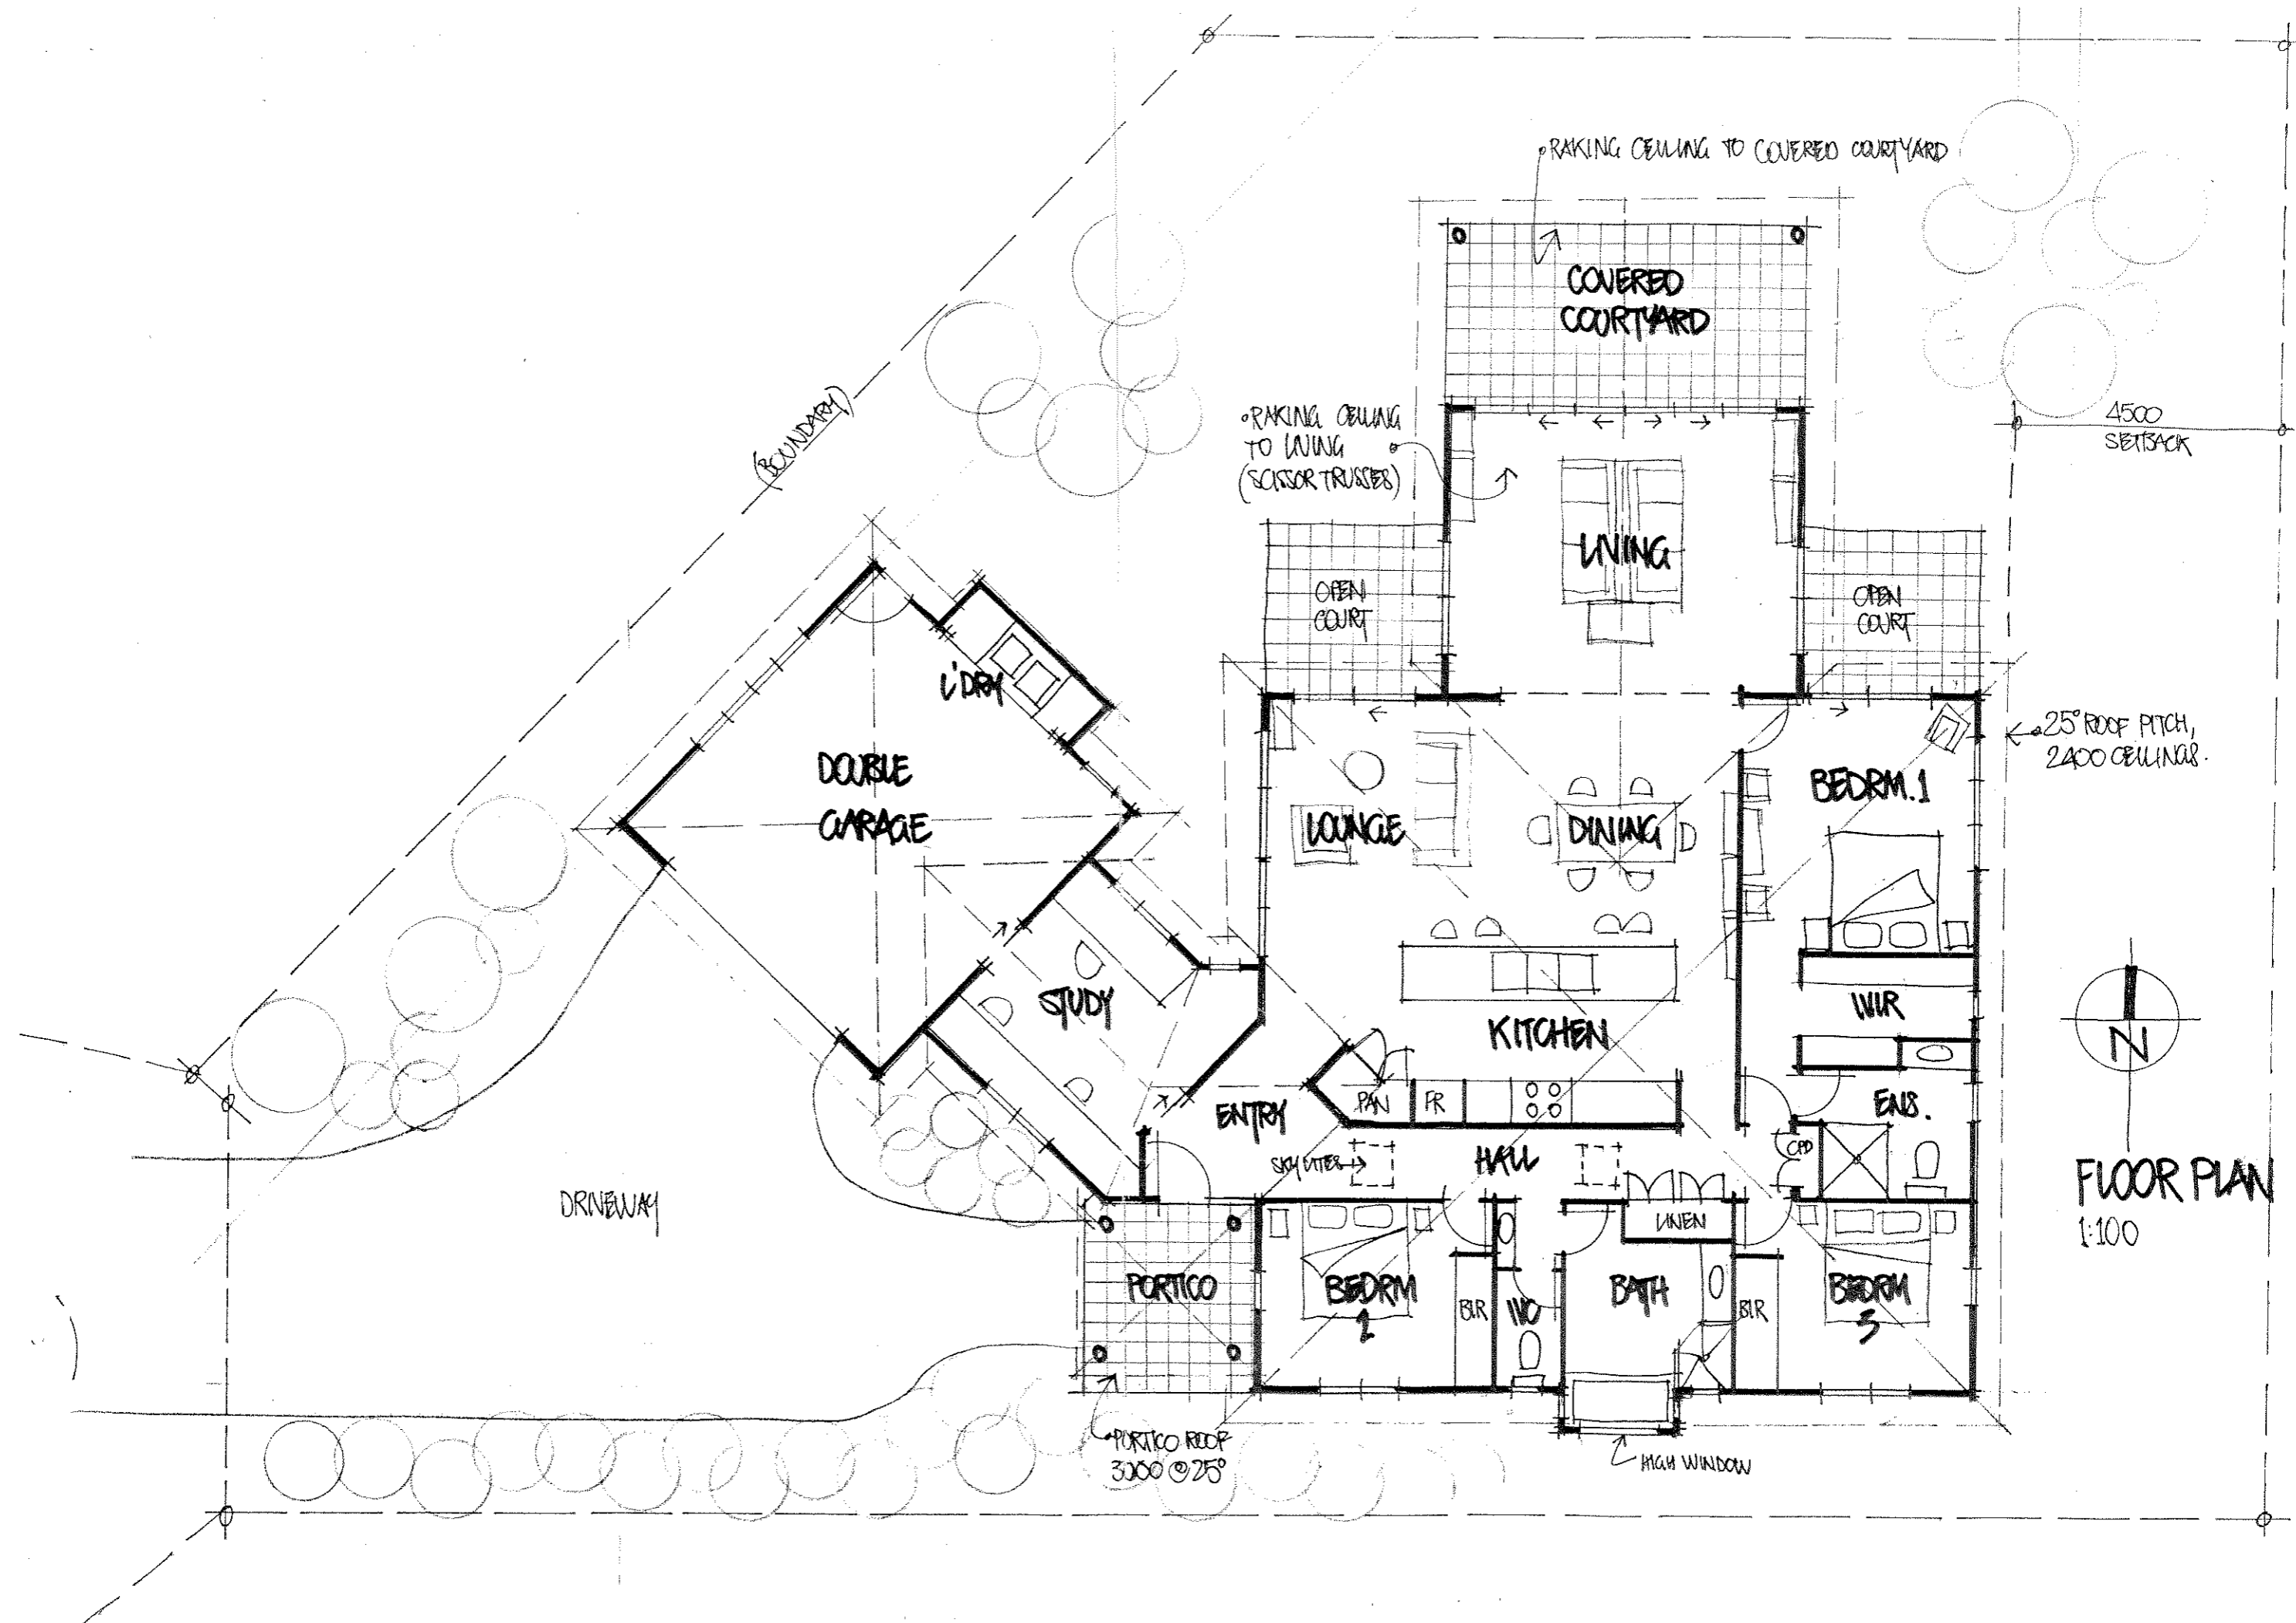 RAKING CEILING TO COVERED COURTYARD
COVERED
COURTYARD
RAKING CEILING
TO LIVING
(SCISSOR TRUSSES)
4500
SETBACK
(BOUNDARY)
LIVING
OPEN
COURT
OPEN
COURT
L'DRY
25° ROOF PITCH,
2400 CEILINGS.
DOUBLE
GARAGE
LOUNGE
DINING
BEDRM.1
STUDY
KITCHEN
WIR
N
ENTRY
PAN
FR
ENS.
SKYLITES
HALL
CPD
FLOOR PLAN
1:100
DRIVEWAY
LINEN
PORTICO
BEDRM
2
BIR
WC
BATH
BIR
BEDRM
3
PORTICO ROOF
3200 @ 25°
HIGH WINDOW